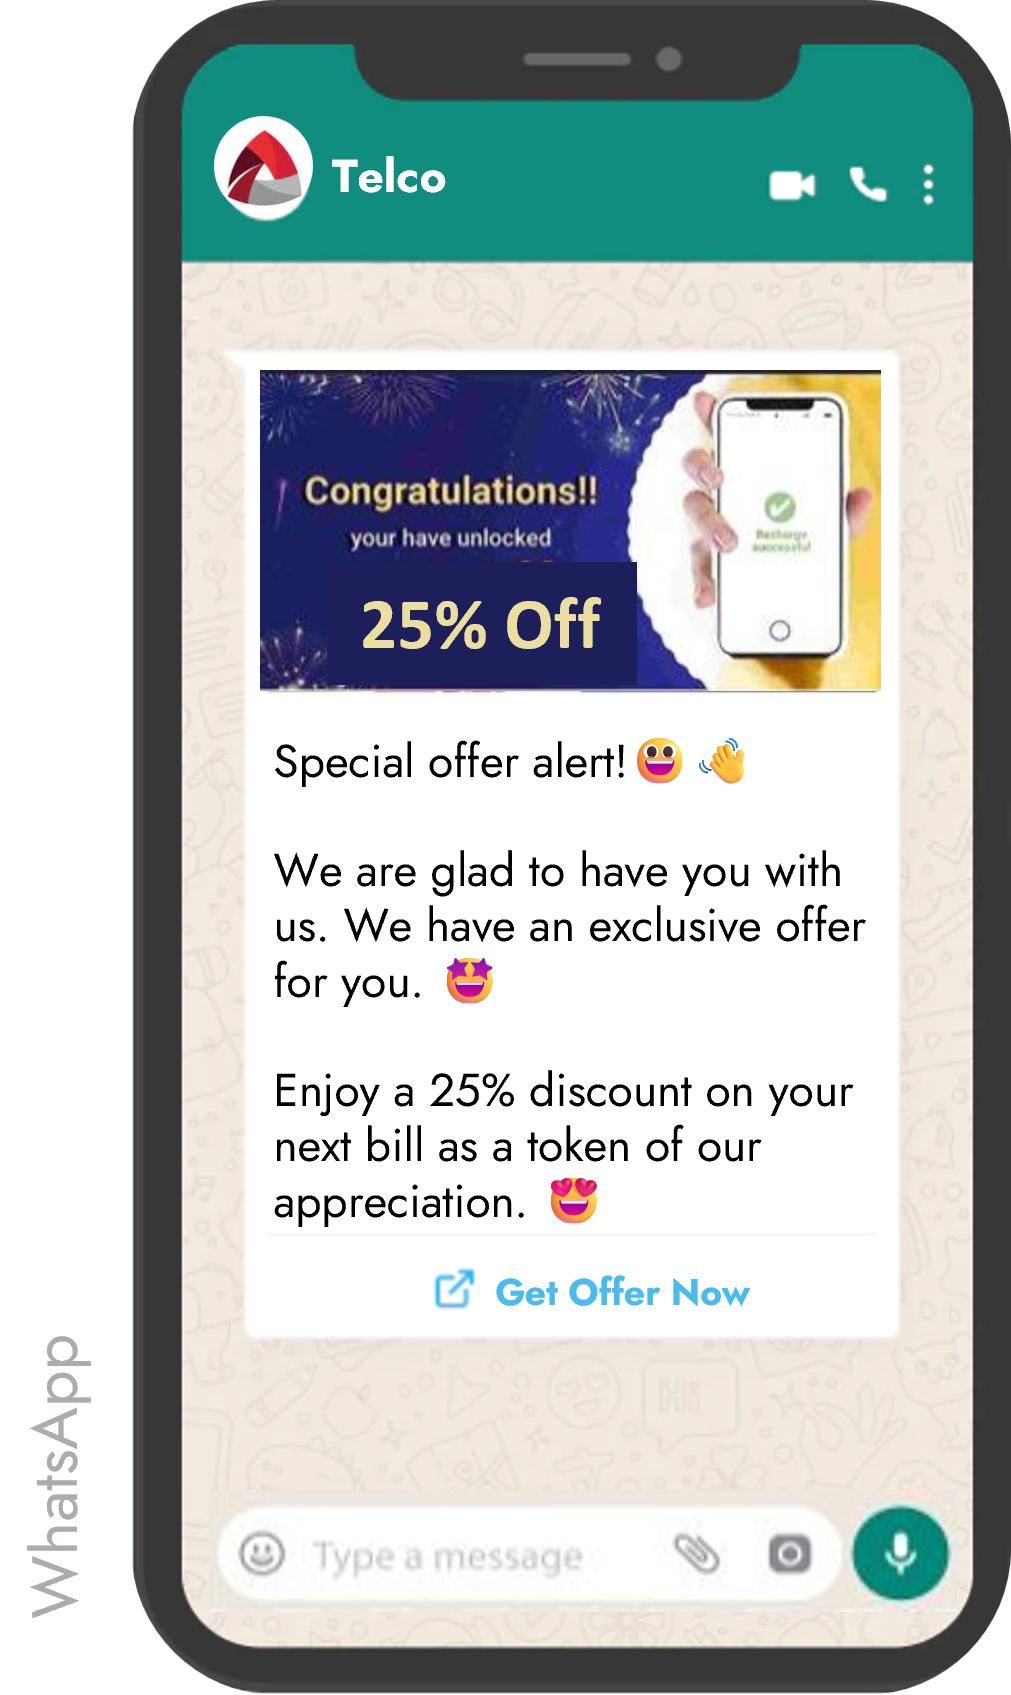 Telco
Congratulations!!
your have unlocked
25% Off
Recharge
successful
Special offer alert!😀 👋
We are glad to have you with
us. We have an exclusive offer
for you. 🤩
Enjoy a 25% discount on your
next bill as a token of our
appreciation. 😍
Get Offer Now
Hi
Type a message
WhatsApp